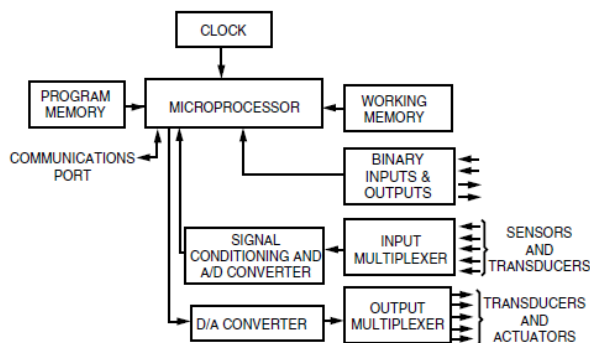 CLOCK
PROGRAM
MEMORY
MICROPROCESSOR
WORKING
MEMORY
COMMUNICATIONS
PORT
BINARY
INPUTS &
OUTPUTS
SIGNAL
CONDITIONING AND
A/D CONVERTER
INPUT
MULTIPLEXER
SENSORS
AND
TRANSDUCERS
D/A CONVERTER
OUTPUT
MULTIPLEXER
TRANSDUCERS
AND
ACTUATORS